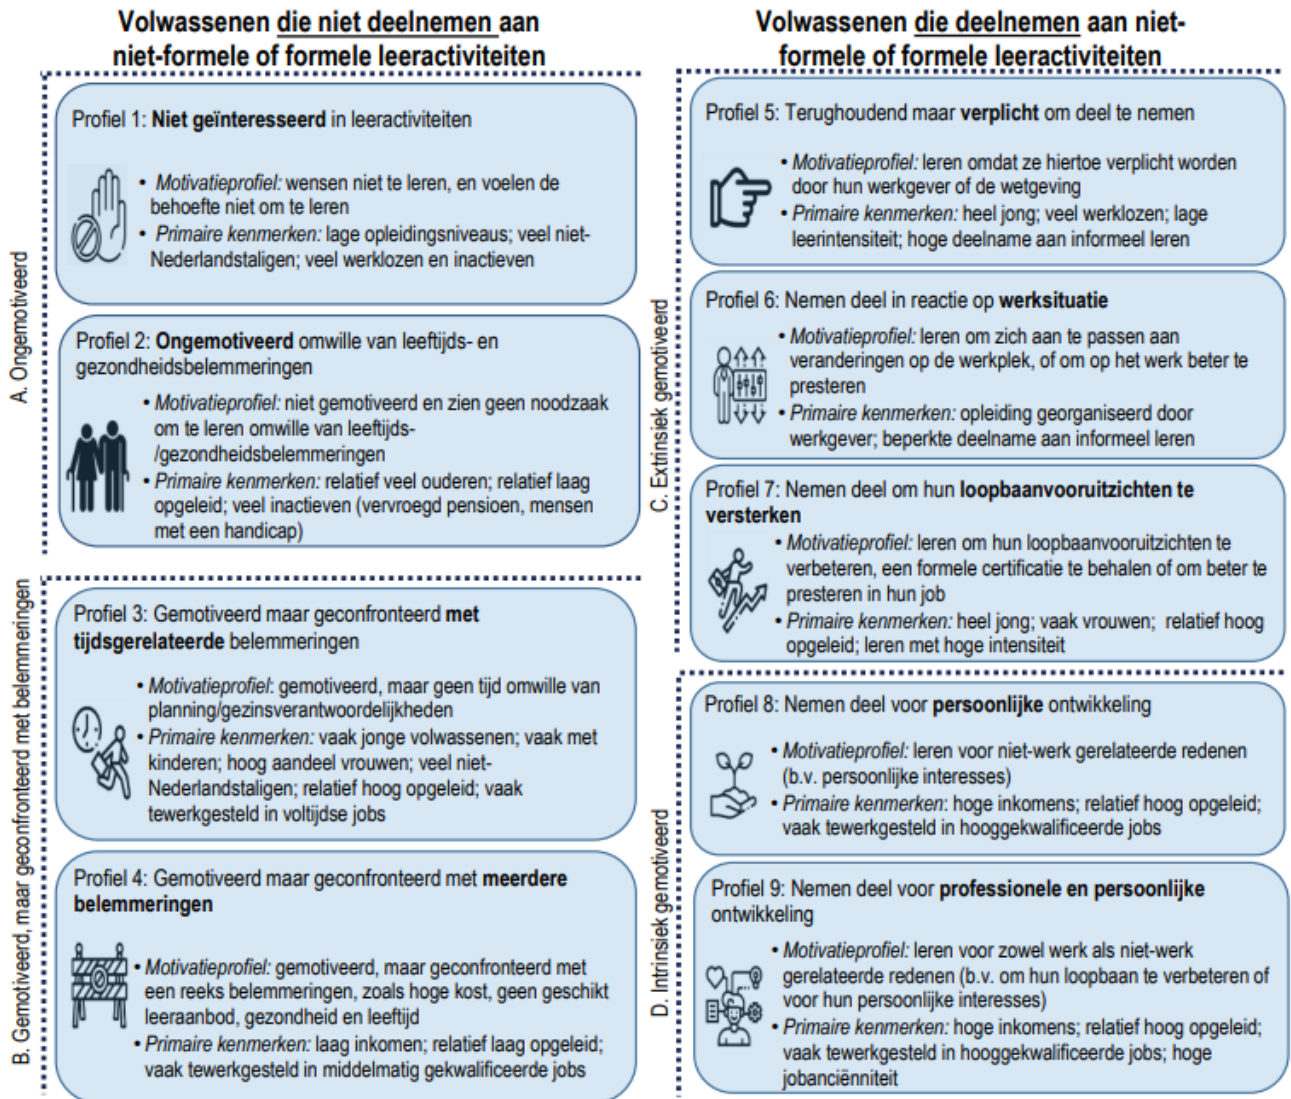 Volwassenen die niet deelnemen aan
niet-formele of formele leeractiviteiten
A. Ongemotiveerd
Profiel 1: Niet geïnteresseerd in leeractiviteiten
• Motivatieprofiel: wensen niet te leren, en voelen de
behoefte niet om te leren
• Primaire kenmerken: lage opleidingsniveaus; veel niet-
Nederlandstaligen; veel werklozen en inactieven
Profiel 2: Ongemotiveerd omwille van leeftijds- en
gezondheidsbelemmeringen
• Motivatieprofiel: niet gemotiveerd en zien geen noodzaak
om te leren omwille van leeftijds-
/gezondheidsbelemmeringen
• Primaire kenmerken: relatief veel ouderen; relatief laag
opgeleid; veel inactieven (vervroegd pensioen, mensen
met een handicap)
B. Gemotiveerd, maar geconfronteerd met belemmeringen
Profiel 3: Gemotiveerd maar geconfronteerd met
tijdsgerelateerde belemmeringen
• Motivatieprofiel: gemotiveerd, maar geen tijd omwille van
planning/gezinsverantwoordelijkheden
• Primaire kenmerken: vaak jonge volwassenen; vaak met
kinderen; hoog aandeel vrouwen; veel niet-
Nederlandstaligen; relatief hoog opgeleid; vaak
tewerkgesteld in voltijdse jobs
Profiel 4: Gemotiveerd maar geconfronteerd met meerdere
belemmeringen
• Motivatieprofiel: gemotiveerd, maar geconfronteerd met
een reeks belemmeringen, zoals hoge kost, geen geschikt
leeraanbod, gezondheid en leeftijd
• Primaire kenmerken: laag inkomen; relatief laag opgeleid;
vaak tewerkgesteld in middelmatig gekwalificeerde jobs
Volwassenen die deelnemen aan niet-
formele of formele leeractiviteiten
C. Extrinsiek gemotiveerd
Profiel 5: Terughoudend maar verplicht om deel te nemen
• Motivatieprofiel: leren omdat ze hiertoe verplicht worden
door hun werkgever of de wetgeving
• Primaire kenmerken: heel jong; veel werklozen; lage
leerintensiteit; hoge deelname aan informeel leren
Profiel 6: Nemen deel in reactie op werksituatie
• Motivatieprofiel: leren om zich aan te passen aan
veranderingen op de werkplek, of om op het werk beter te
presteren
• Primaire kenmerken: opleiding georganiseerd door
werkgever; beperkte deelname aan informeel leren
Profiel 7: Nemen deel om hun loopbaanvooruitzichten te
versterken
• Motivatieprofiel: leren om hun loopbaanvooruitzichten te
verbeteren, een formele certificatie te behalen of om beter te
presteren in hun job
• Primaire kenmerken: heel jong; vaak vrouwen; relatief hoog
opgeleid; leren met hoge intensiteit
D. Intrinsiek gemotiveerd
Profiel 8: Nemen deel voor persoonlijke ontwikkeling
• Motivatieprofiel: leren voor niet-werk gerelateerde redenen
(b.v. persoonlijke interesses)
• Primaire kenmerken: hoge inkomens; relatief hoog opgeleid;
vaak tewerkgesteld in hooggekwalificeerde jobs
Profiel 9: Nemen deel voor professionele en persoonlijke
ontwikkeling
• Motivatieprofiel: leren voor zowel werk als niet-werk
gerelateerde redenen (b.v. om hun loopbaan te verbeteren of
voor hun persoonlijke interesses)
• Primaire kenmerken: hoge inkomens; relatief hoog opgeleid;
vaak tewerkgesteld in hooggekwalificeerde jobs; hoge
jobanciënniteit